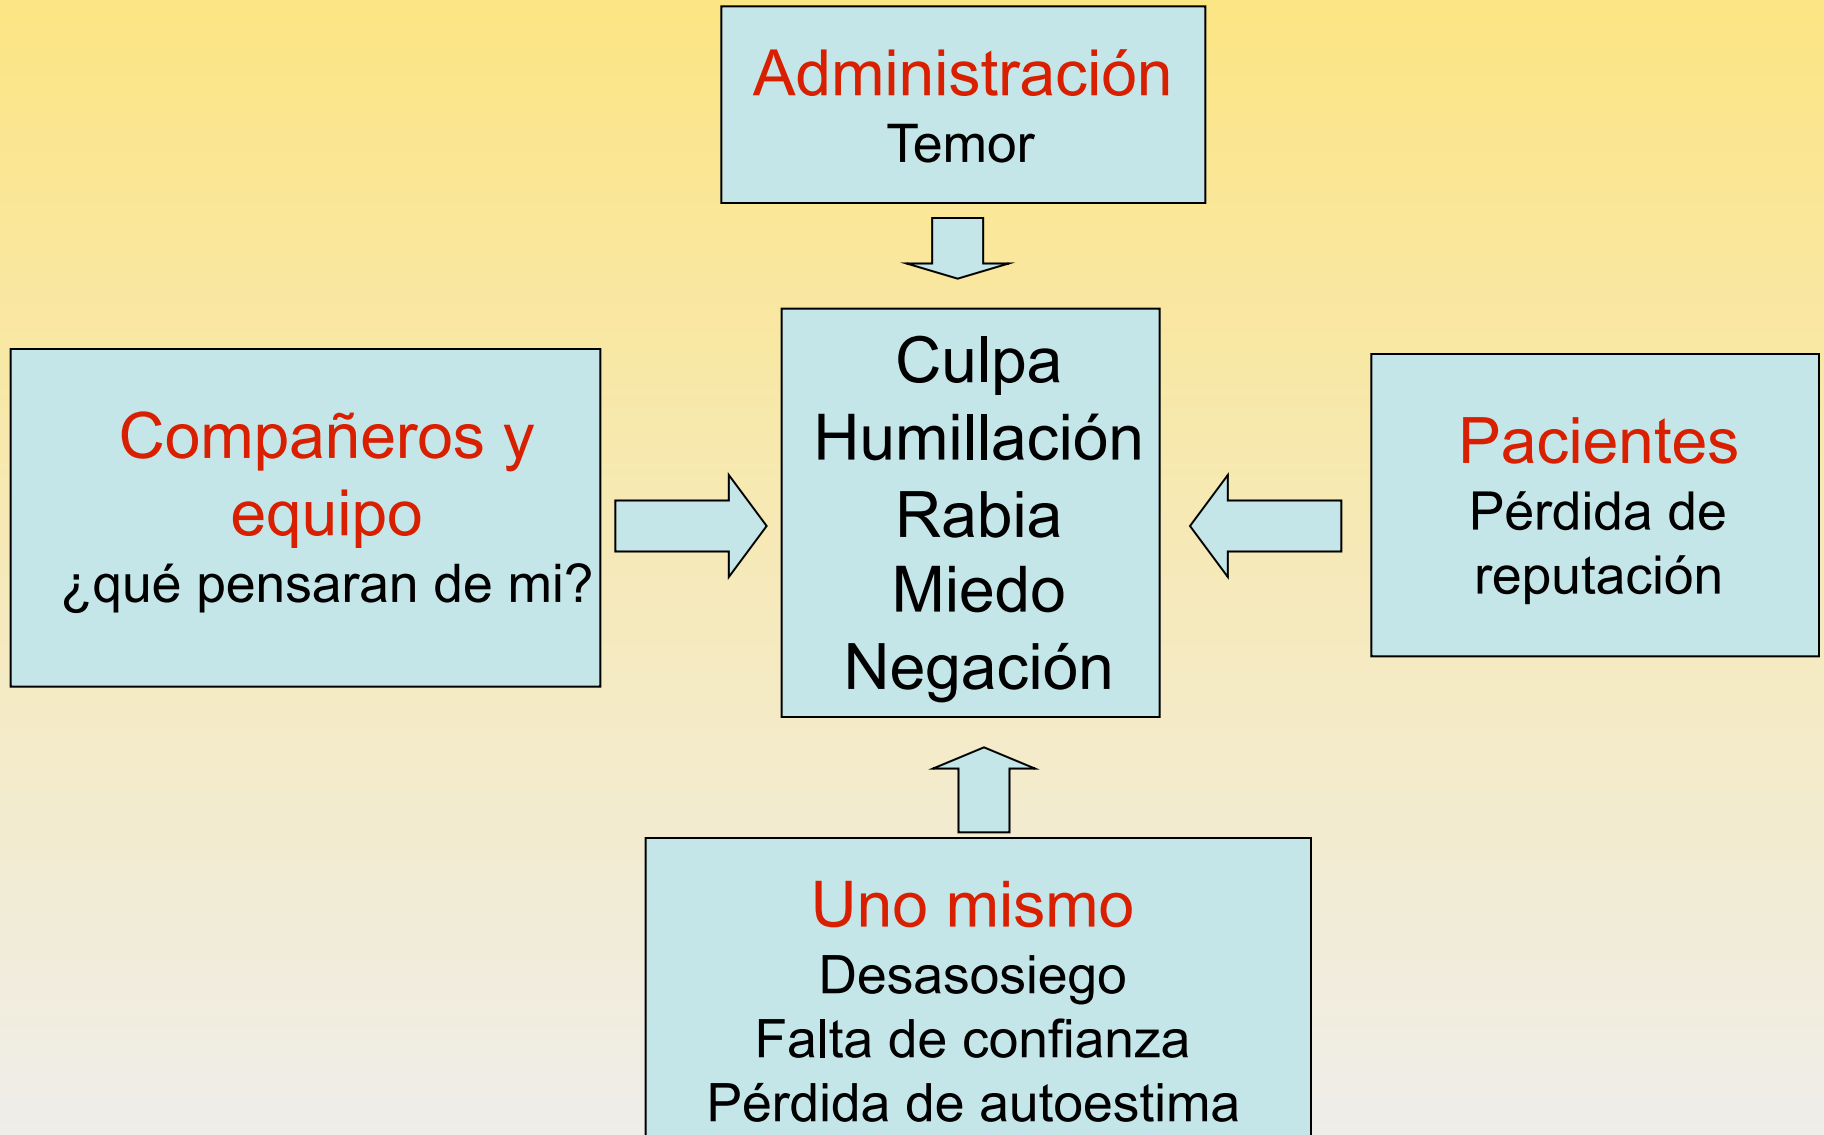 Administración
Temor
Compañeros y
equipo
¿qué pensaran de mi?
Culpa
Humillación
Rabia
Miedo
Negación
Pacientes
Pérdida de
reputación
Uno mismo
Desasosiego
Falta de confianza
Pérdida de autoestima